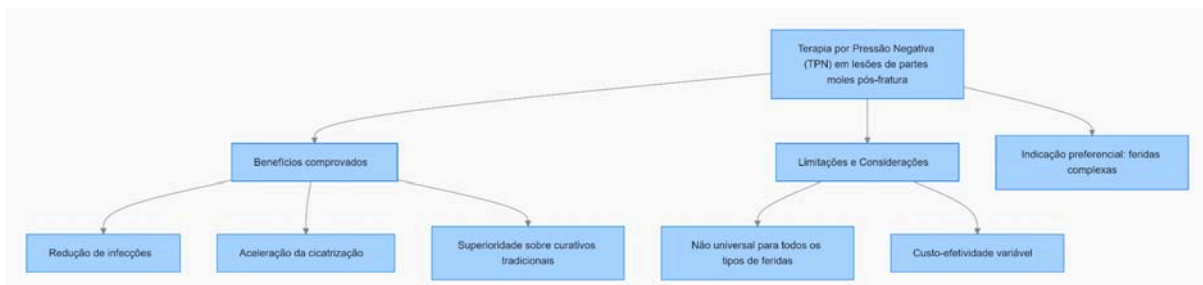 Terapia por Pressão Negativa
(TPN) em lesões de partes
moles pós-fratura
Benefícios comprovados
Limitações e Considerações
Indicação preferencial: feridas
complexas
Redução de infecções
Aceleração da cicatrização
Superioridade sobre curativos
tradicionais
Não universal para todos os
tipos de feridas
Custo-efetividade variável